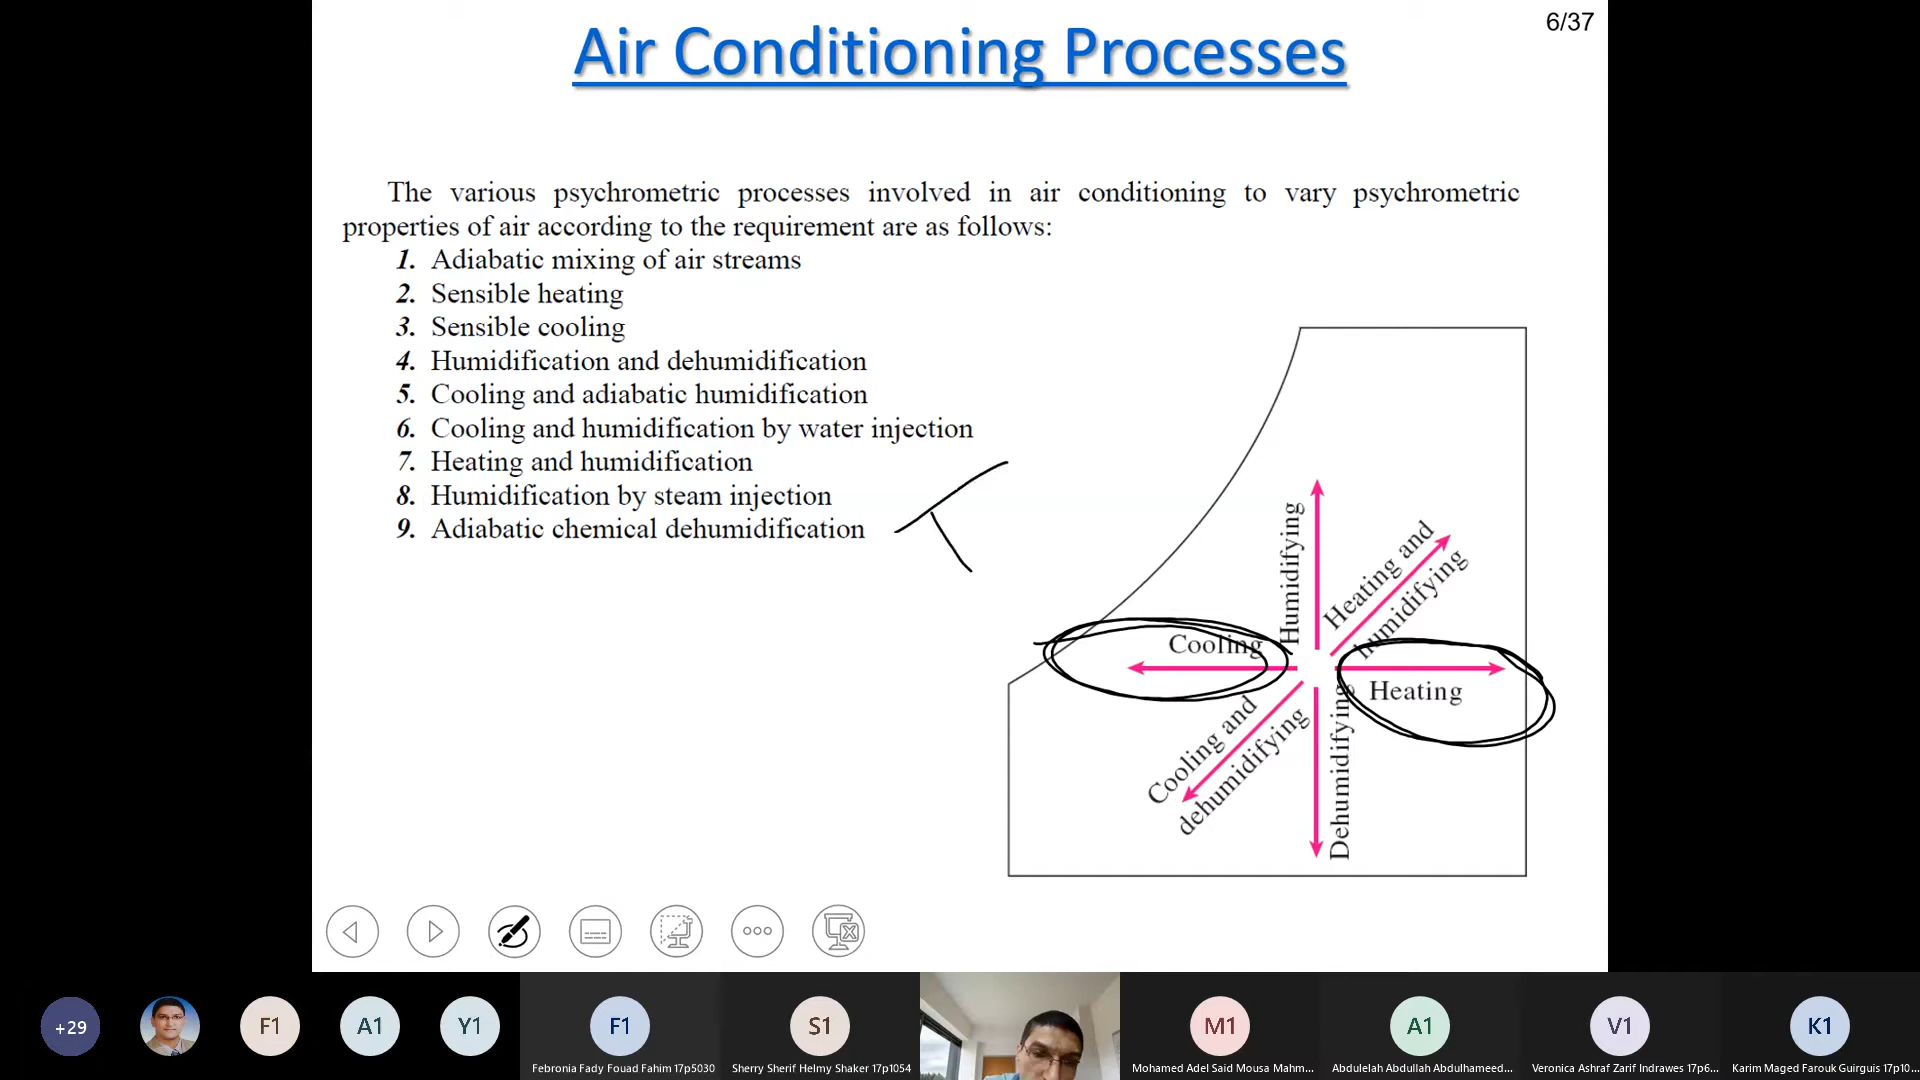 6/37
Air Conditioning Processes
The various psychrometric processes involved in air conditioning to vary psychrometric
properties of air according to the requirement are as follows:
1. Adiabatic mixing of air streams
2. Sensible heating
3. Sensible cooling
4. Humidification and dehumidification
5. Cooling and adiabatic humidification
6. Cooling and humidification by water injection
7. Heating and humidification
8. Humidification by steam injection
9. Adiabatic chemical dehumidification
Humidifying
Heating and
humidifying
Cooling
Heating
Cooling and
dehumidifying
Dehumidifying
+29
F1
A1
Y1
F1
S1
M1
A1
V1
K1
Febronia Fady Fouad Fahim 17p5030
Sherry Sherif Helmy Shaker 17p1054
Mohamed Adel Said Mousa Mahm...
Abdulelah Abdullah Abdulhameed...
Veronica Ashraf Zarif Indrawes 17p6...
Karim Maged Farouk Guirguis 17p10...